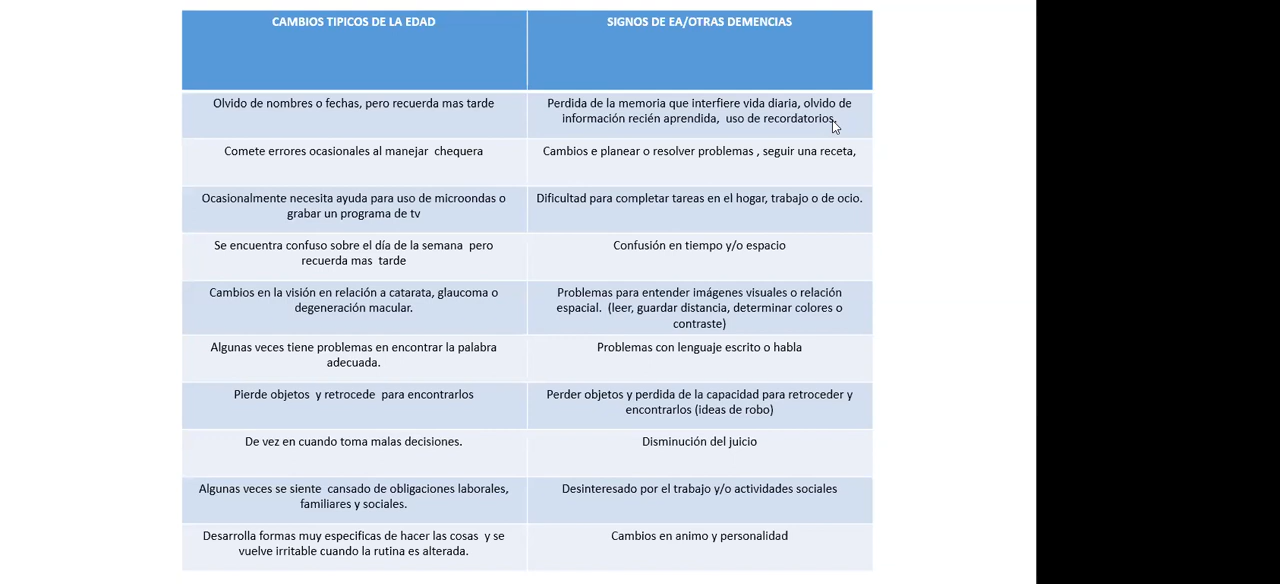 CAMBIOS TIPICOS DE LA EDAD
SIGNOS DE EA/OTRAS DEMENCIAS
Olvido de nombres o fechas, pero recuerda mas tarde
Perdida de la memoria que interfiere vida diaria, olvido de
información recién aprendida, uso de recordatorios.
Comete errores ocasionales al manejar chequera
Cambios e planear o resolver problemas , seguir una receta,
Ocasionalmente necesita ayuda para uso de microondas o
grabar un programa de tv
Dificultad para completar tareas en el hogar, trabajo o de ocio.
Se encuentra confuso sobre el día de la semana pero
recuerda mas tarde
Confusión en tiempo y/o espacio
Cambios en la visión en relación a catarata, glaucoma o
degeneración macular.
Problemas para entender imágenes visuales o relación
espacial. (leer, guardar distancia, determinar colores o
contraste)
Algunas veces tiene problemas en encontrar la palabra
adecuada.
Problemas con lenguaje escrito o habla
Pierde objetos y retrocede para encontrarlos
Perder objetos y perdida de la capacidad para retroceder y
encontrarlos (ideas de robo)
De vez en cuando toma malas decisiones.
Disminución del juicio
Algunas veces se siente cansado de obligaciones laborales,
familiares y sociales.
Desinteresado por el trabajo y/o actividades sociales
Desarrolla formas muy especificas de hacer las cosas y se
vuelve irritable cuando la rutina es alterada.
Cambios en animo y personalidad